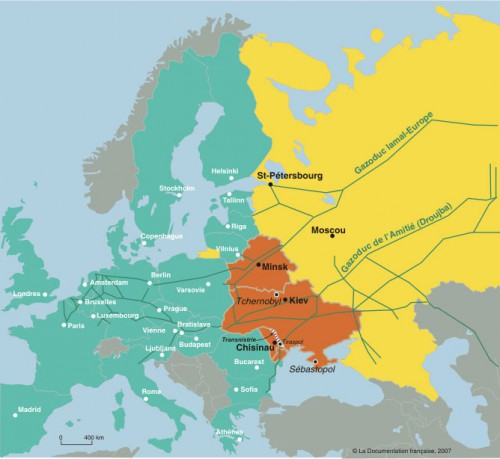 Gazoduc Iamal-Europe
Helsinki
St-Pétersbourg
Stockholm
Tallinn
Riga
Moscou
Gazoduc de l'Amitié (Droujba)
Copenhague
Vilnius
Minsk
Berlin
Amsterdam
Varsovie
Londres
Tchernobyl
Kiev
Bruxelles
Prague
Luxembourg
Paris
Vienne
Bratislave
Budapest
Transnistrie
Tiraspol
Chisinau
Ljubljana
Bucarest
Sébastopol
Sofia
Rome
Madrid
Athènes
0 400 km
© La Documentation française, 2007